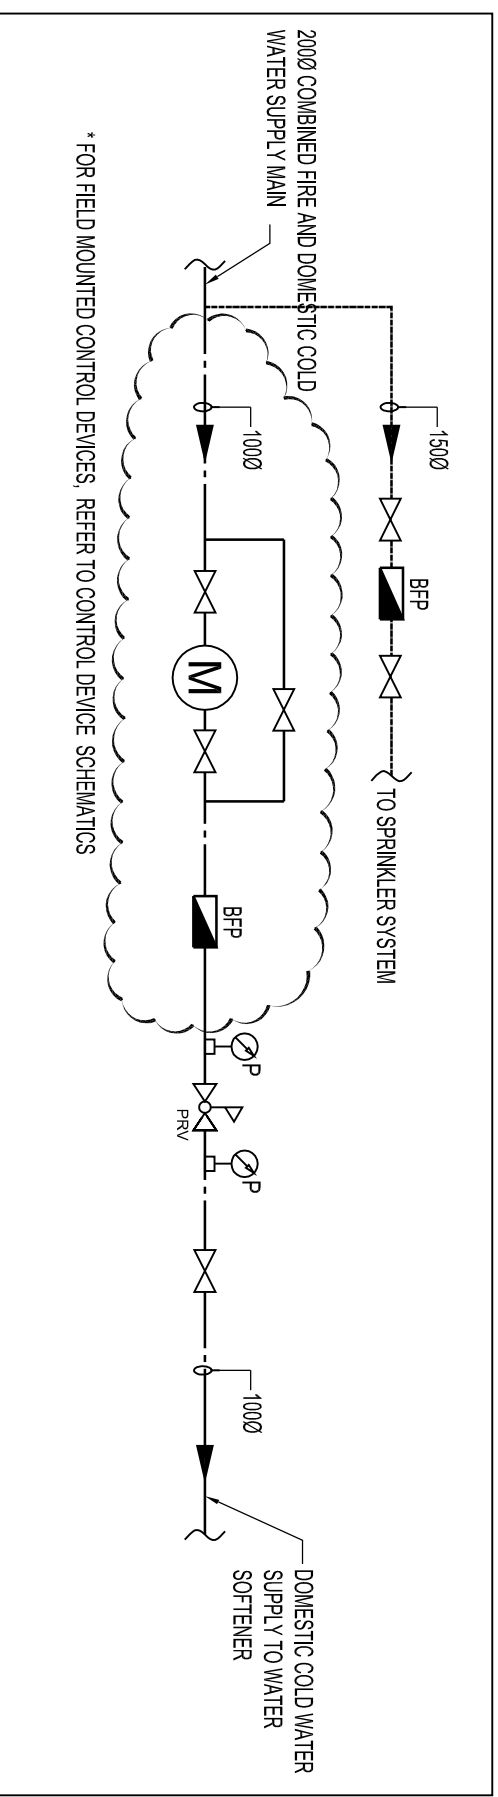 200Ø COMBINED FIRE AND DOMESTIC COLD
WATER SUPPLY MAIN
150Ø
BFP
TO SPRINKLER SYSTEM
100Ø
M
BFP
P
PRV
P
100Ø
DOMESTIC COLD WATER
SUPPLY TO WATER
SOFTENER
* FOR FIELD MOUNTED CONTROL DEVICES, REFER TO CONTROL DEVICE SCHEMATICS